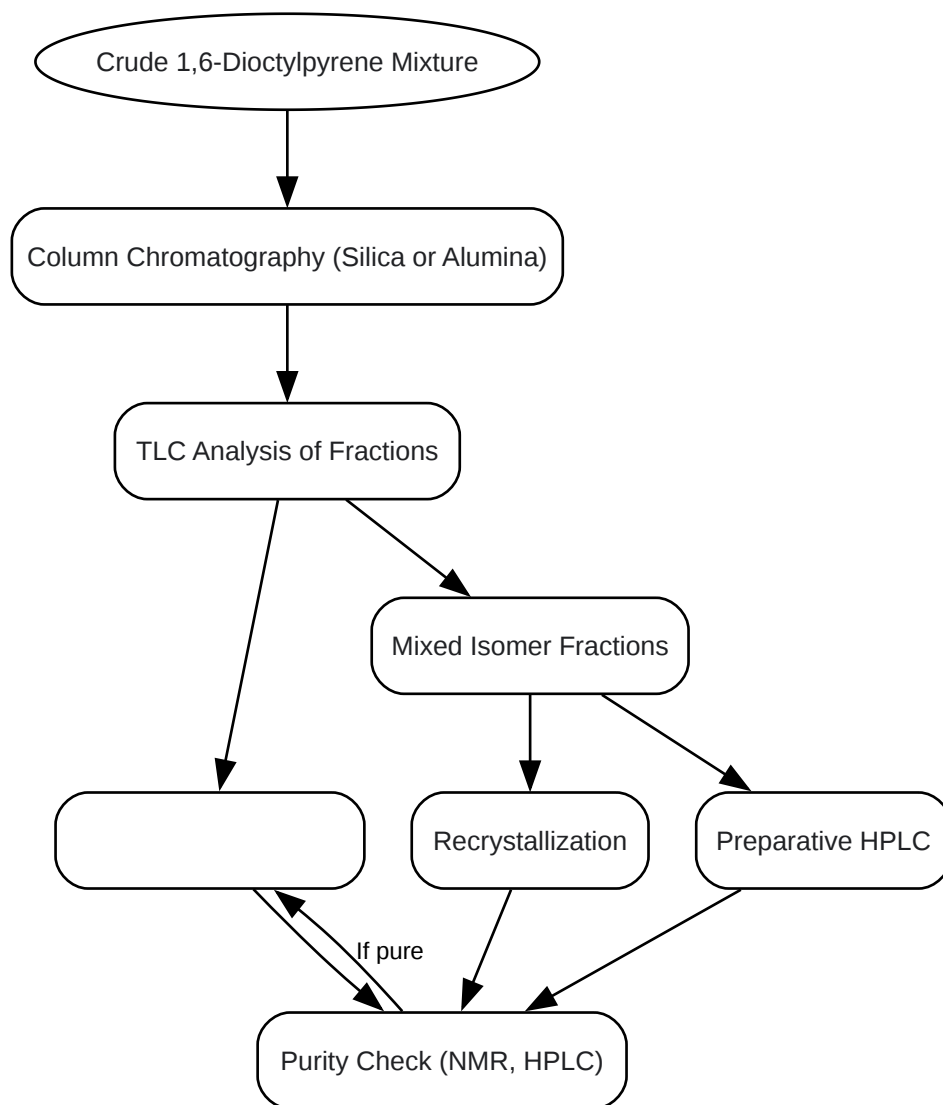 Crude 1,6-Dioctylpyrene Mixture
Column Chromatography (Silica or Alumina)
TLC Analysis of Fractions
Mixed Isomer Fractions
Recrystallization
Preparative HPLC
If pure
Purity Check (NMR, HPLC)